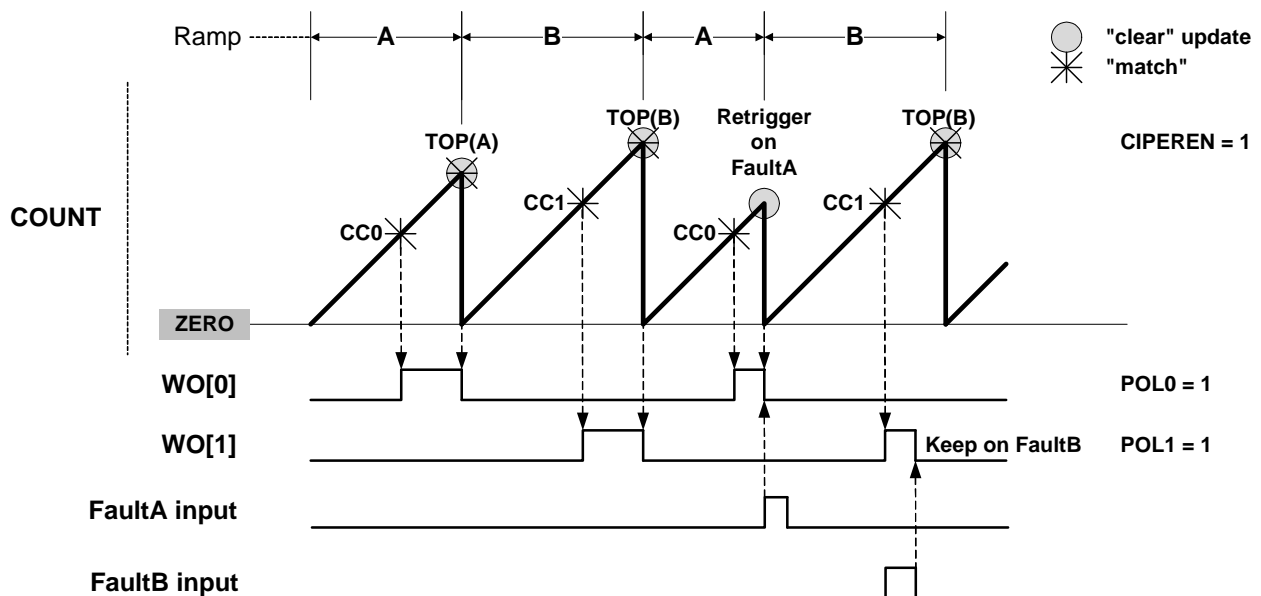 Ramp A B A B
"clear" update
"match"
TOP(A)
TOP(B)
Retrigger
on
FaultA
TOP(B)
CIPEREN = 1
COUNT
CC0
CC1
CC0
CC1
ZERO
WO[0]
POL0 = 1
WO[1]
Keep on FaultB
POL1 = 1
FaultA input
FaultB input